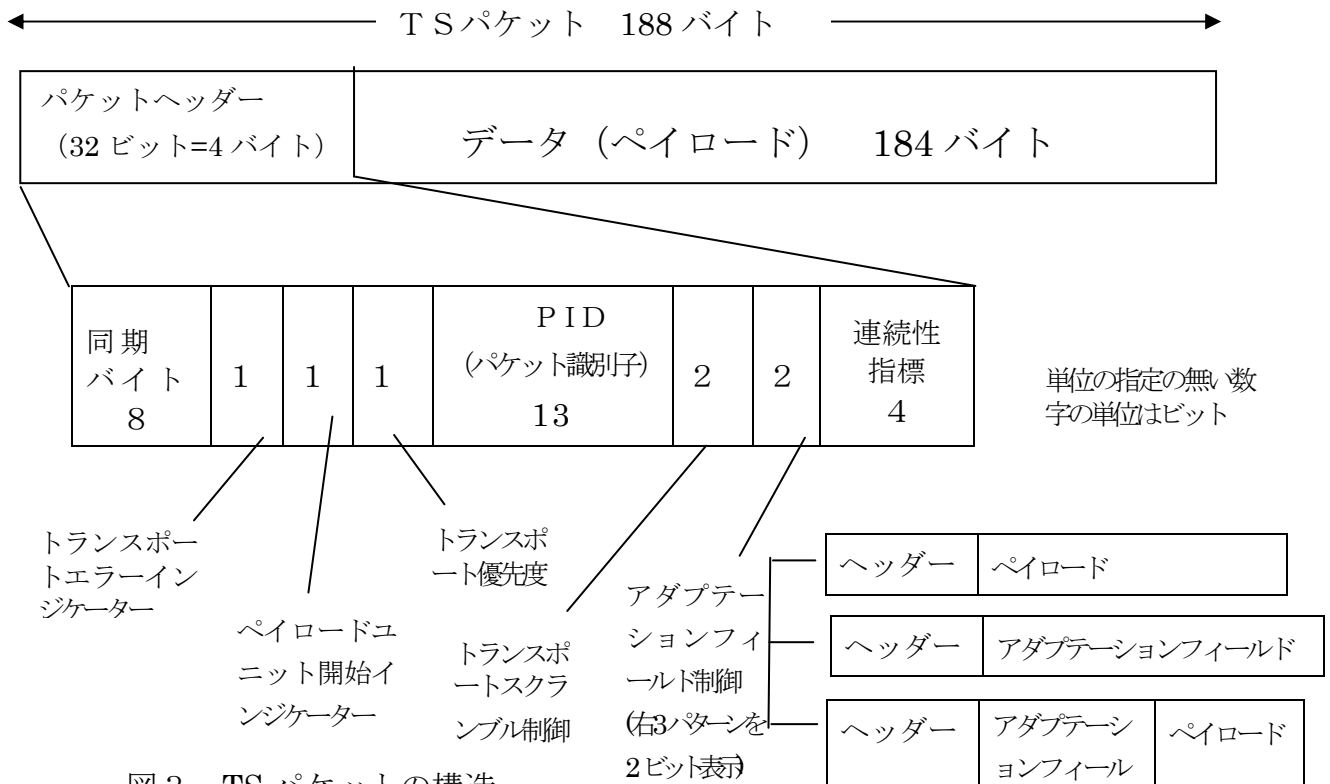 ＴＳパケット　188 バイト
パケットヘッダー
（32 ビット=4 バイト）
データ（ペイロード）　184 バイト
同期
バイト
8
１
１
１
ＰＩＤ
（パケット識別子）
13
２
２
連続性
指標
４
単位の指定の無い数
字の単位はビット
トランスポー
トエラーイン
ジケーター
ペイロードユ
ニット開始イ
ンジケーター
トランスポ
ート優先度
トランスポ
ートスクラ
ンブル制御
アダプテー
ションフィ
ールド制御
(右3パターンを
2ビット表示)
ヘッダー
ペイロード
ヘッダー
アダプテーションフィールド
ヘッダー
アダプテーシ
ョンフィール
ペイロード
図２　TS パケットの構造